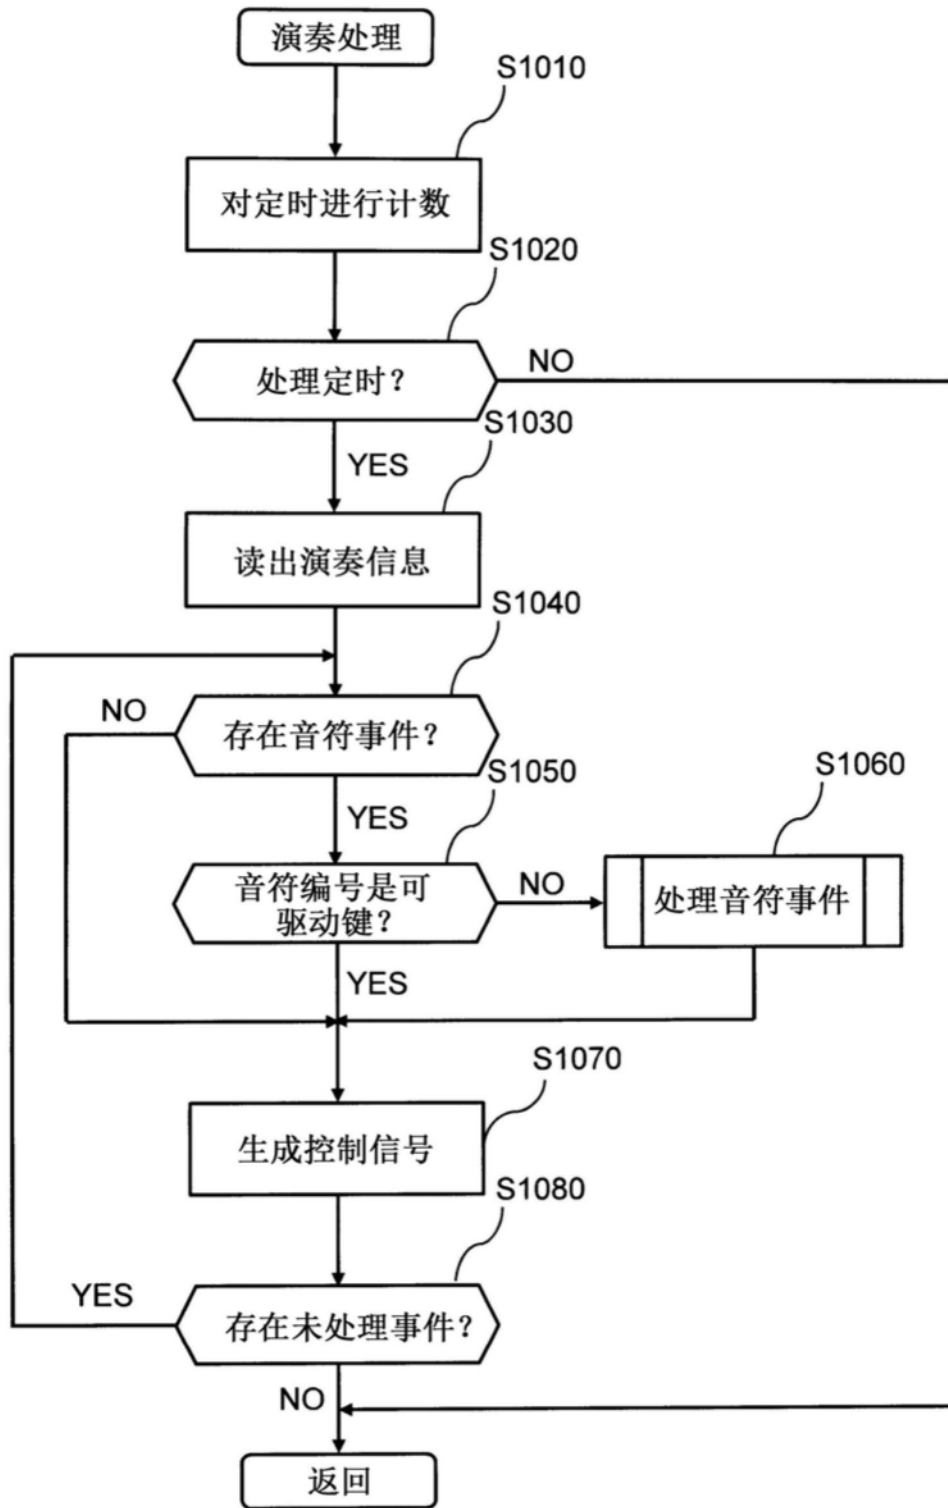 演奏处理
S1010
对定时进行计数
S1020
处理定时？
NO
S1030
YES
读出演奏信息
S1040
NO
存在音符事件？
S1050
S1060
YES
音符编号是可
驱动键？
NO
处理音符事件
YES
S1070
生成控制信号
S1080
YES
存在未处理事件？
NO
返回